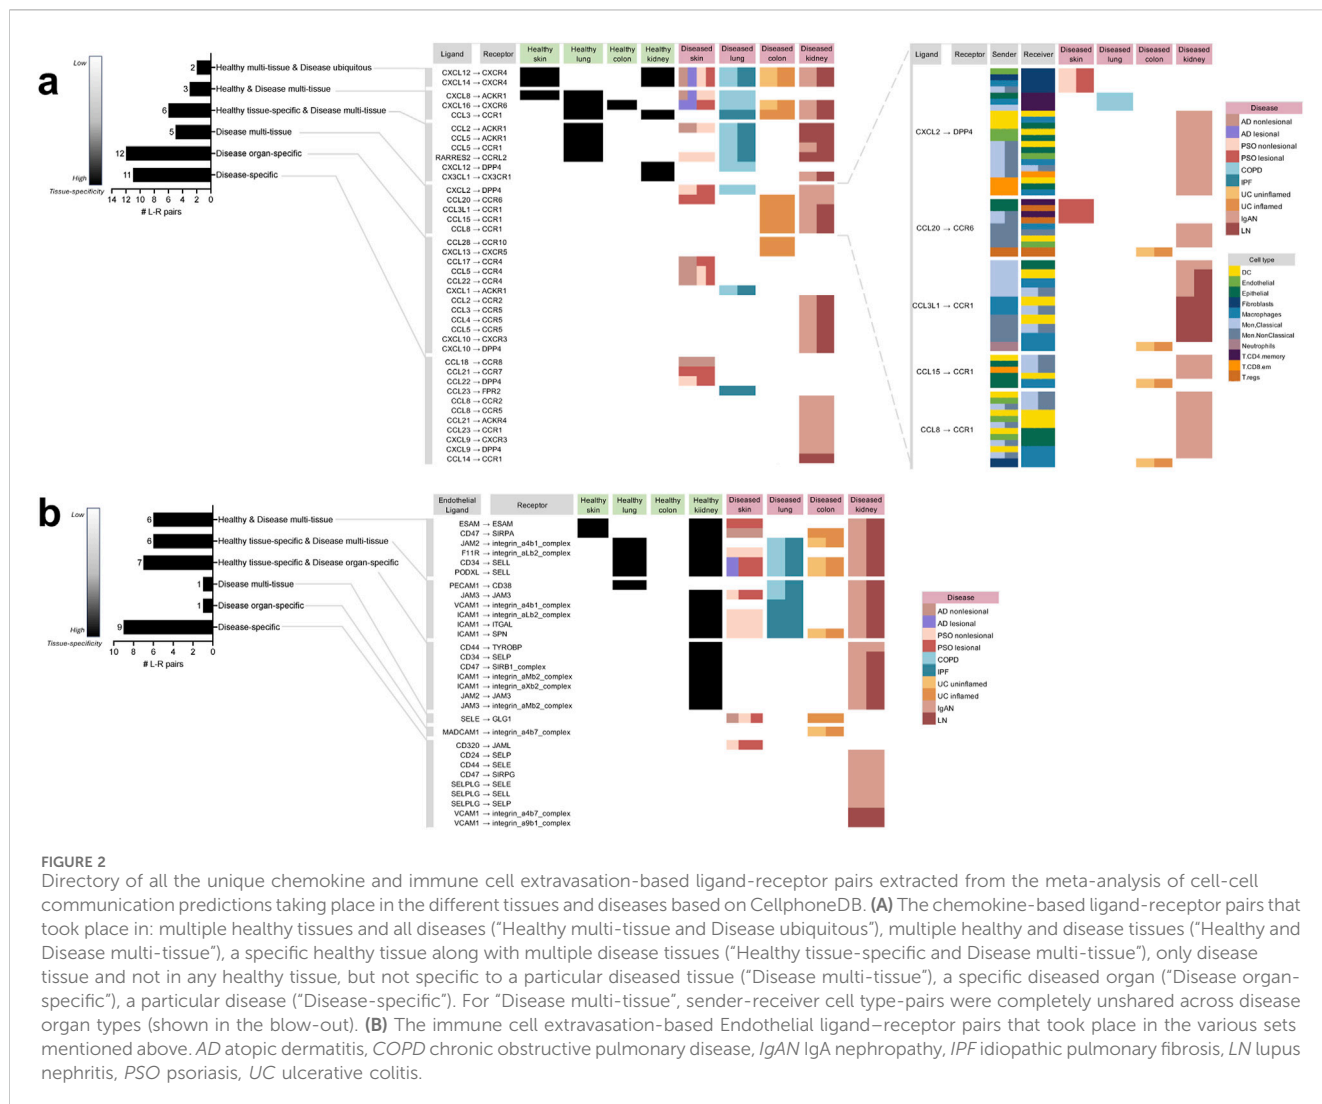 a
Low
High
Tissue-specificity
2 Healthy multi-tissue & Disease ubiquitous
3 Healthy & Disease multi-tissue
6 Healthy tissue-specific & Disease multi-tissue
5 Disease multi-tissue
12 Disease organ-specific
11 Disease-specific
14 12 10 8 6 4 2 0
# L-R pairs
Ligand Receptor Healthy skin Healthy lung Healthy colon Healthy kidney Diseased skin Diseased lung Diseased colon Diseased kidney
CXCL12 → CXCR4
CXCL14 → CXCR4
CXCL8 → ACKR1
CXCL16 → CXCR6
CCL3 → CCR1
CCL2 → ACKR1
CCL5 → ACKR1
CCL5 → CCR1
RARRES2 → CCRL2
CXCL12 → DPP4
CX3CL1 → CX3CR1
CXCL2 → DPP4
CCL20 → CCR6
CCL3L1 → CCR1
CCL15 → CCR1
CCL8 → CCR1
CCL28 → CCR10
CXCL13 → CXCR5
CCL17 → CCR4
CCL5 → CCR4
CCL22 → CCR4
CXCL1 → ACKR1
CCL2 → CCR2
CCL3 → CCR5
CCL4 → CCR5
CCL5 → CCR5
CXCL10 → CXCR3
CXCL10 → DPP4
CCL18 → CCR8
CCL21 → CCR7
CCL22 → DPP4
CCL23 → FPR2
CCL8 → CCR2
CCL8 → CCR5
CCL21 → ACKR4
CCL23 → CCR1
CXCL9 → CXCR3
CXCL9 → DPP4
CCL14 → CCR1
Ligand Receptor Sender Receiver Diseased skin Diseased lung Diseased colon Diseased kidney
CXCL2 → DPP4
CCL20 → CCR6
CCL3L1 → CCR1
CCL15 → CCR1
CCL8 → CCR1
Disease
AD nonlesional
AD lesional
PSO nonlesional
PSO lesional
COPD
IPF
UC uninflamed
UC inflamed
IgAN
LN
Cell type
DC
Endothelial
Epithelial
Fibroblasts
Macrophages
Mon.Classical
Mon.NonClassical
Neutrophils
T.CD4.memory
T.CD8.em
T.regs
b
Low
High
Tissue-specificity
6 Healthy & Disease multi-tissue
6 Healthy tissue-specific & Disease multi-tissue
7 Healthy tissue-specific & Disease organ-specific
1 Disease multi-tissue
1 Disease organ-specific
9 Disease-specific
10 8 6 4 2 0
# L-R pairs
Endothelial Ligand Receptor Healthy skin Healthy lung Healthy colon Healthy kiidney Diseased skin Diseased lung Diseased colon Diseased kidney
ESAM → ESAM
CD47 → SIRPA
JAM2 → integrin_a4b1_complex
F11R → integrin_aLb2_complex
CD34 → SELL
PODXL → SELL
PECAM1 → CD38
JAM3 → JAM3
VCAM1 → integrin_a4b1_complex
ICAM1 → integrin_aLb2_complex
ICAM1 → ITGAL
ICAM1 → SPN
CD44 → TYROBP
CD34 → SELP
CD47 → SIRB1_complex
ICAM1 → integrin_aMb2_complex
ICAM1 → integrin_aXb2_complex
JAM2 → JAM3
JAM3 → integrin_aMb2_complex
SELE → GLG1
MADCAM1 → integrin_a4b7_complex
CD320 → JAML
CD24 → SELP
CD44 → SELE
CD47 → SIRPG
SELPLG → SELE
SELPLG → SELL
SELPLG → SELP
VCAM1 → integrin_a4b7_complex
VCAM1 → integrin_a9b1_complex
Disease
AD nonlesional
AD lesional
PSO nonlesional
PSO lesional
COPD
IPF
UC uninflamed
UC inflamed
IgAN
LN
FIGURE 2
Directory of all the unique chemokine and immune cell extravasation-based ligand-receptor pairs extracted from the meta-analysis of cell-cell
communication predictions taking place in the different tissues and diseases based on CellphoneDB. (A) The chemokine-based ligand-receptor pairs that
took place in: multiple healthy tissues and all diseases (“Healthy multi-tissue and Disease ubiquitous”), multiple healthy and disease tissues (“Healthy and
Disease multi-tissue”), a specific healthy tissue along with multiple disease tissues (“Healthy tissue-specific and Disease multi-tissue”), only disease
tissue and not in any healthy tissue, but not specific to a particular diseased tissue (“Disease multi-tissue”), a specific diseased organ (“Disease organ-
specific”), a particular disease (“Disease-specific”). For “Disease multi-tissue”, sender-receiver cell type-pairs were completely unshared across disease
organ types (shown in the blow-out). (B) The immune cell extravasation-based Endothelial ligand–receptor pairs that took place in the various sets
mentioned above. AD atopic dermatitis, COPD chronic obstructive pulmonary disease, IgAN IgA nephropathy, IPF idiopathic pulmonary fibrosis, LN lupus
nephritis, PSO psoriasis, UC ulcerative colitis.